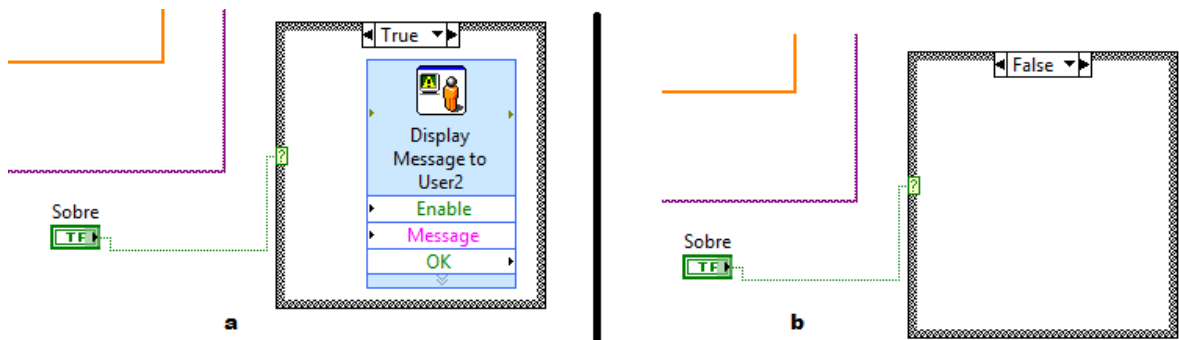 True
Display
Message to
User2
Enable
Message
OK
?
Sobre
TF
a
False
?
Sobre
TF
b